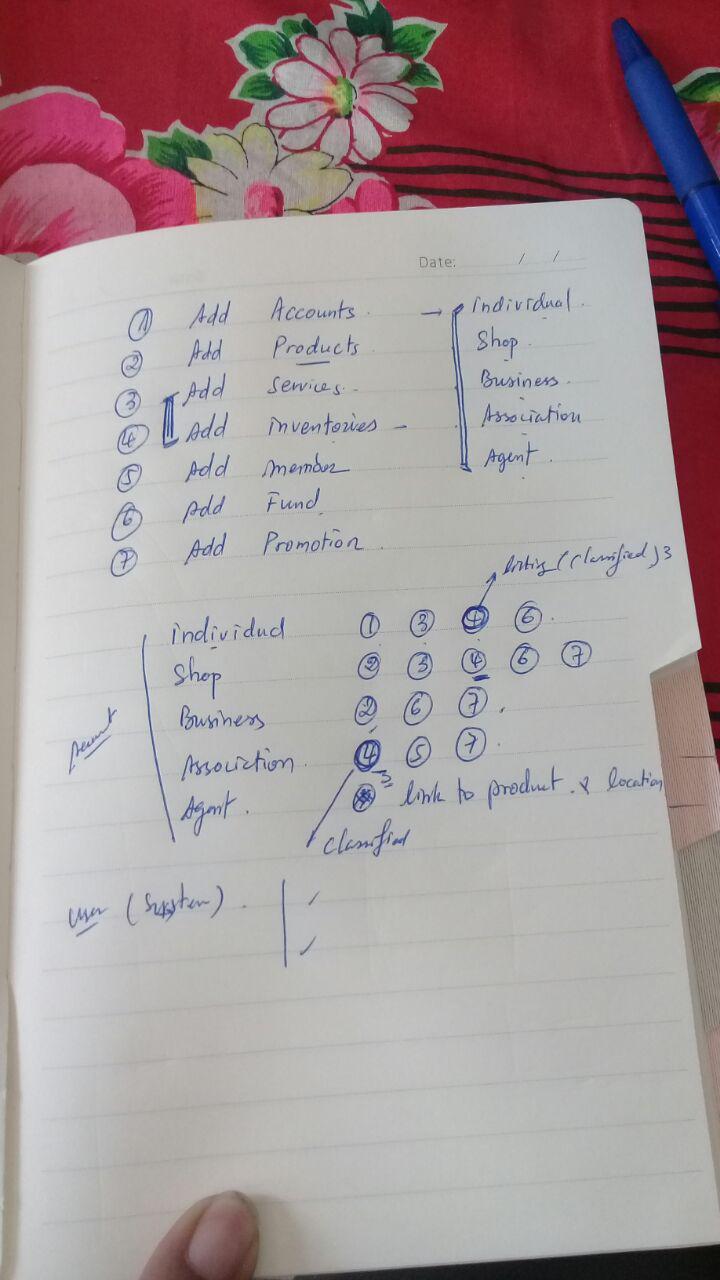 Date: / /
① Add Accounts. → Individual.
② Add Products Shop.
③ Add Services. Business.
④ Add inventories – Association
⑤ Add member Agent.
⑥ Add Fund
⑦ Add Promotion.
listing (Classified) 3
individual ① ③ ④ ⑥.
Shop ② ③ ④ ⑥ ⑦
Business ② ⑥ ⑦.
Association. ④ ⑤ ⑦.
3
Agent. link to product. & location
Classified
User (System).